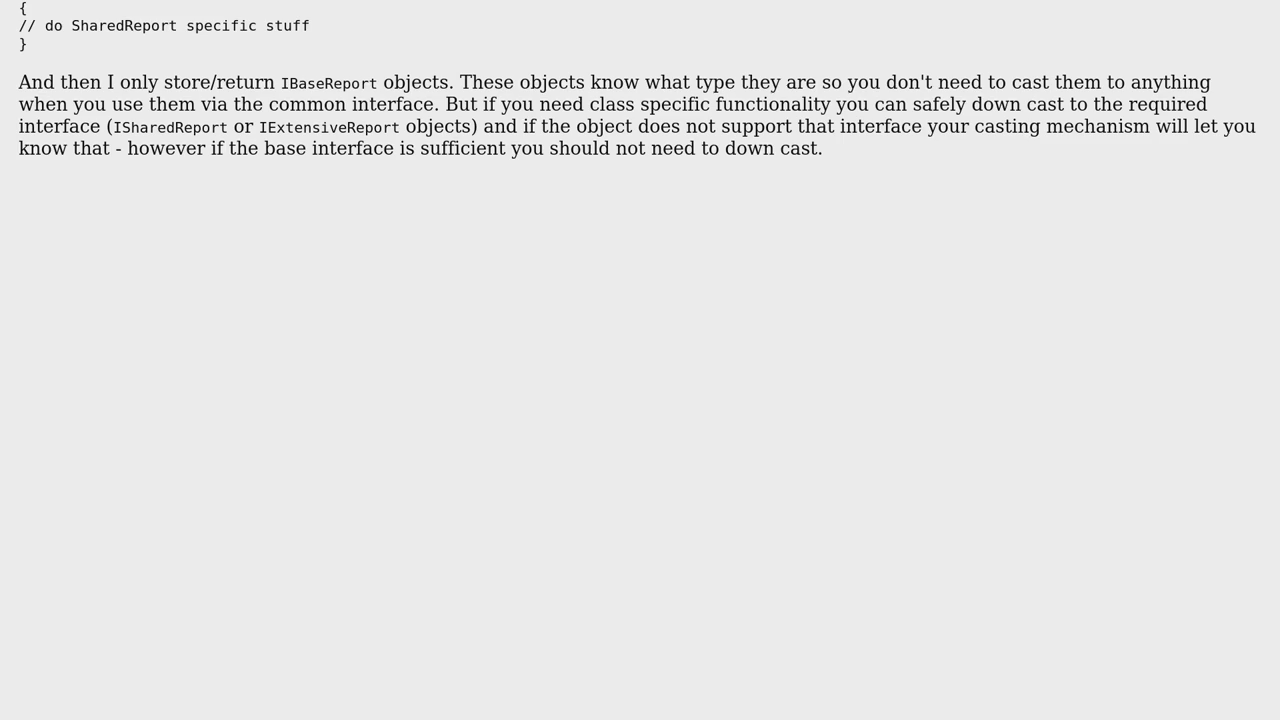 {
// do SharedReport specific stuff
}
And then I only store/return IBaseReport objects. These objects know what type they are so you don't need to cast them to anything
when you use them via the common interface. But if you need class specific functionality you can safely down cast to the required
interface (ISharedReport or IExtensiveReport objects) and if the object does not support that interface your casting mechanism will let you
know that - however if the base interface is sufficient you should not need to down cast.